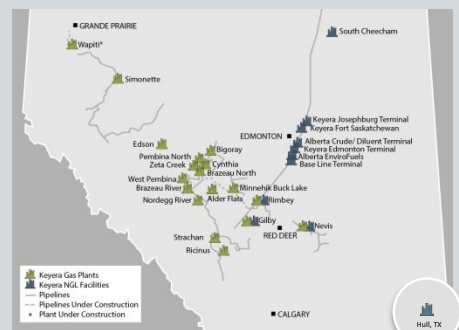 GRANDE PRAIRIE
Wapiti*
South Cheecham
Simonette
Keyera Josephburg Terminal
Keyera Fort Saskatchewan
EDMONTON
Alberta Crude/ Diluent Terminal
Keyera Edmonton Terminal
Alberta EnviroFuels
Base Line Terminal
Edson
Bigoray
Pembina North
Zeta Creek
Cynthia
Brazeau North
West Pembina
Brazeau River
Minnehik Buck Lake
Nordegg River
Alder Flats
Rimbey
Gilby
RED DEER
Nevis
Strachan
Ricinus
CALGARY
Keyera Gas Plants
Keyera NGL Facilities
Pipelines
Pipelines Under Construction
* Plant Under Construction
Hull, TX